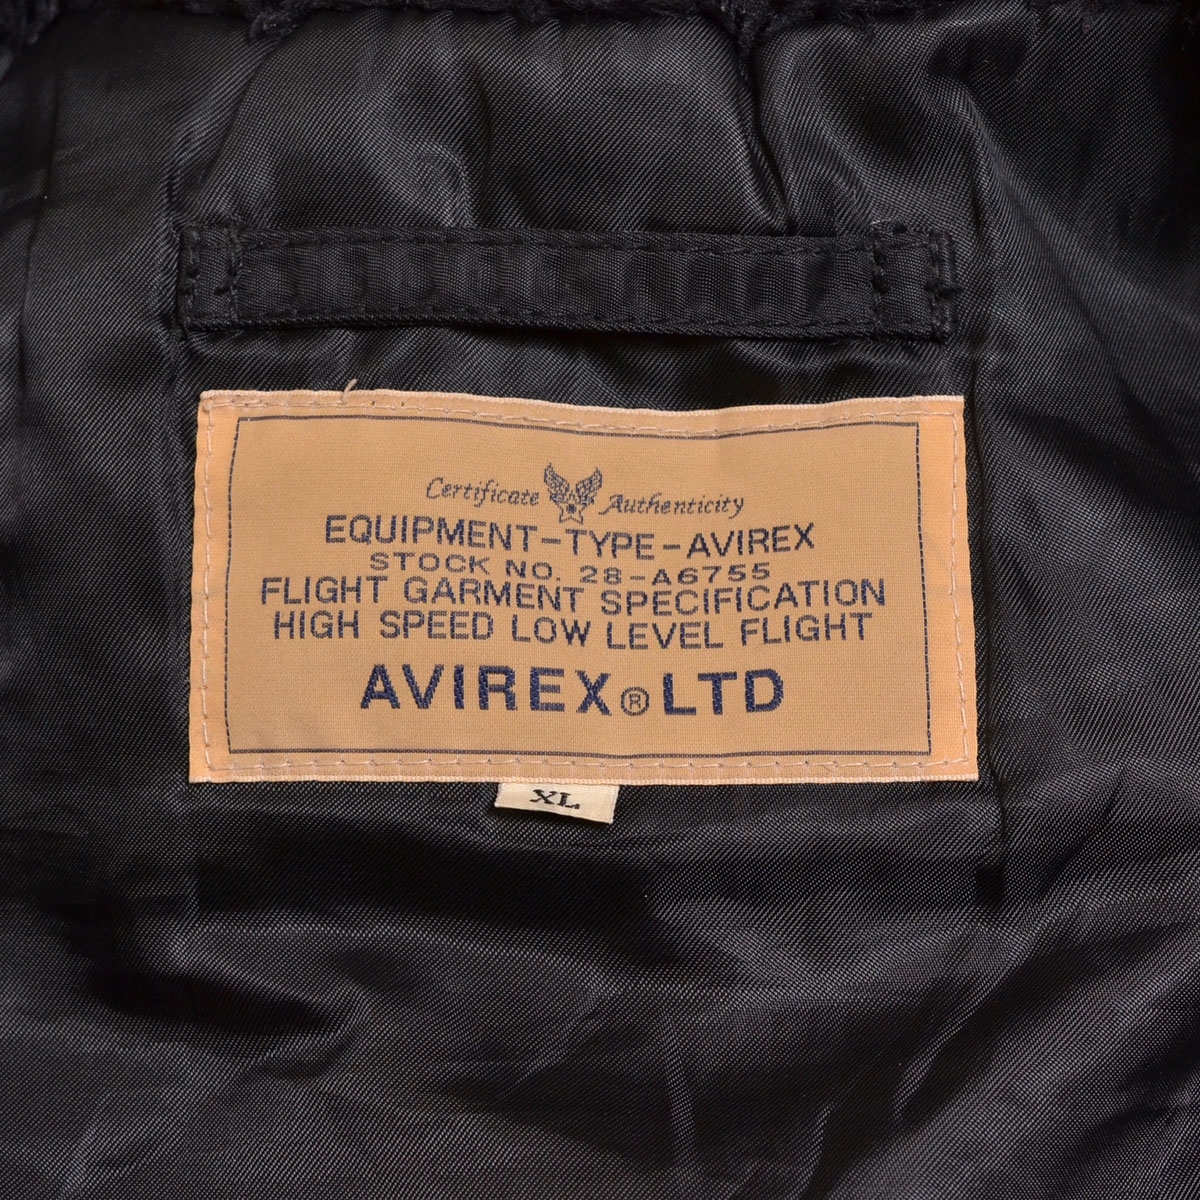 Certificate Authenticity
EQUIPMENT-TYPE-AVIREX
STOCK NO. 28-A6755
FLIGHT GARMENT SPECIFICATION
HIGH SPEED LOW LEVEL FLIGHT
AVIREX® LTD
XL